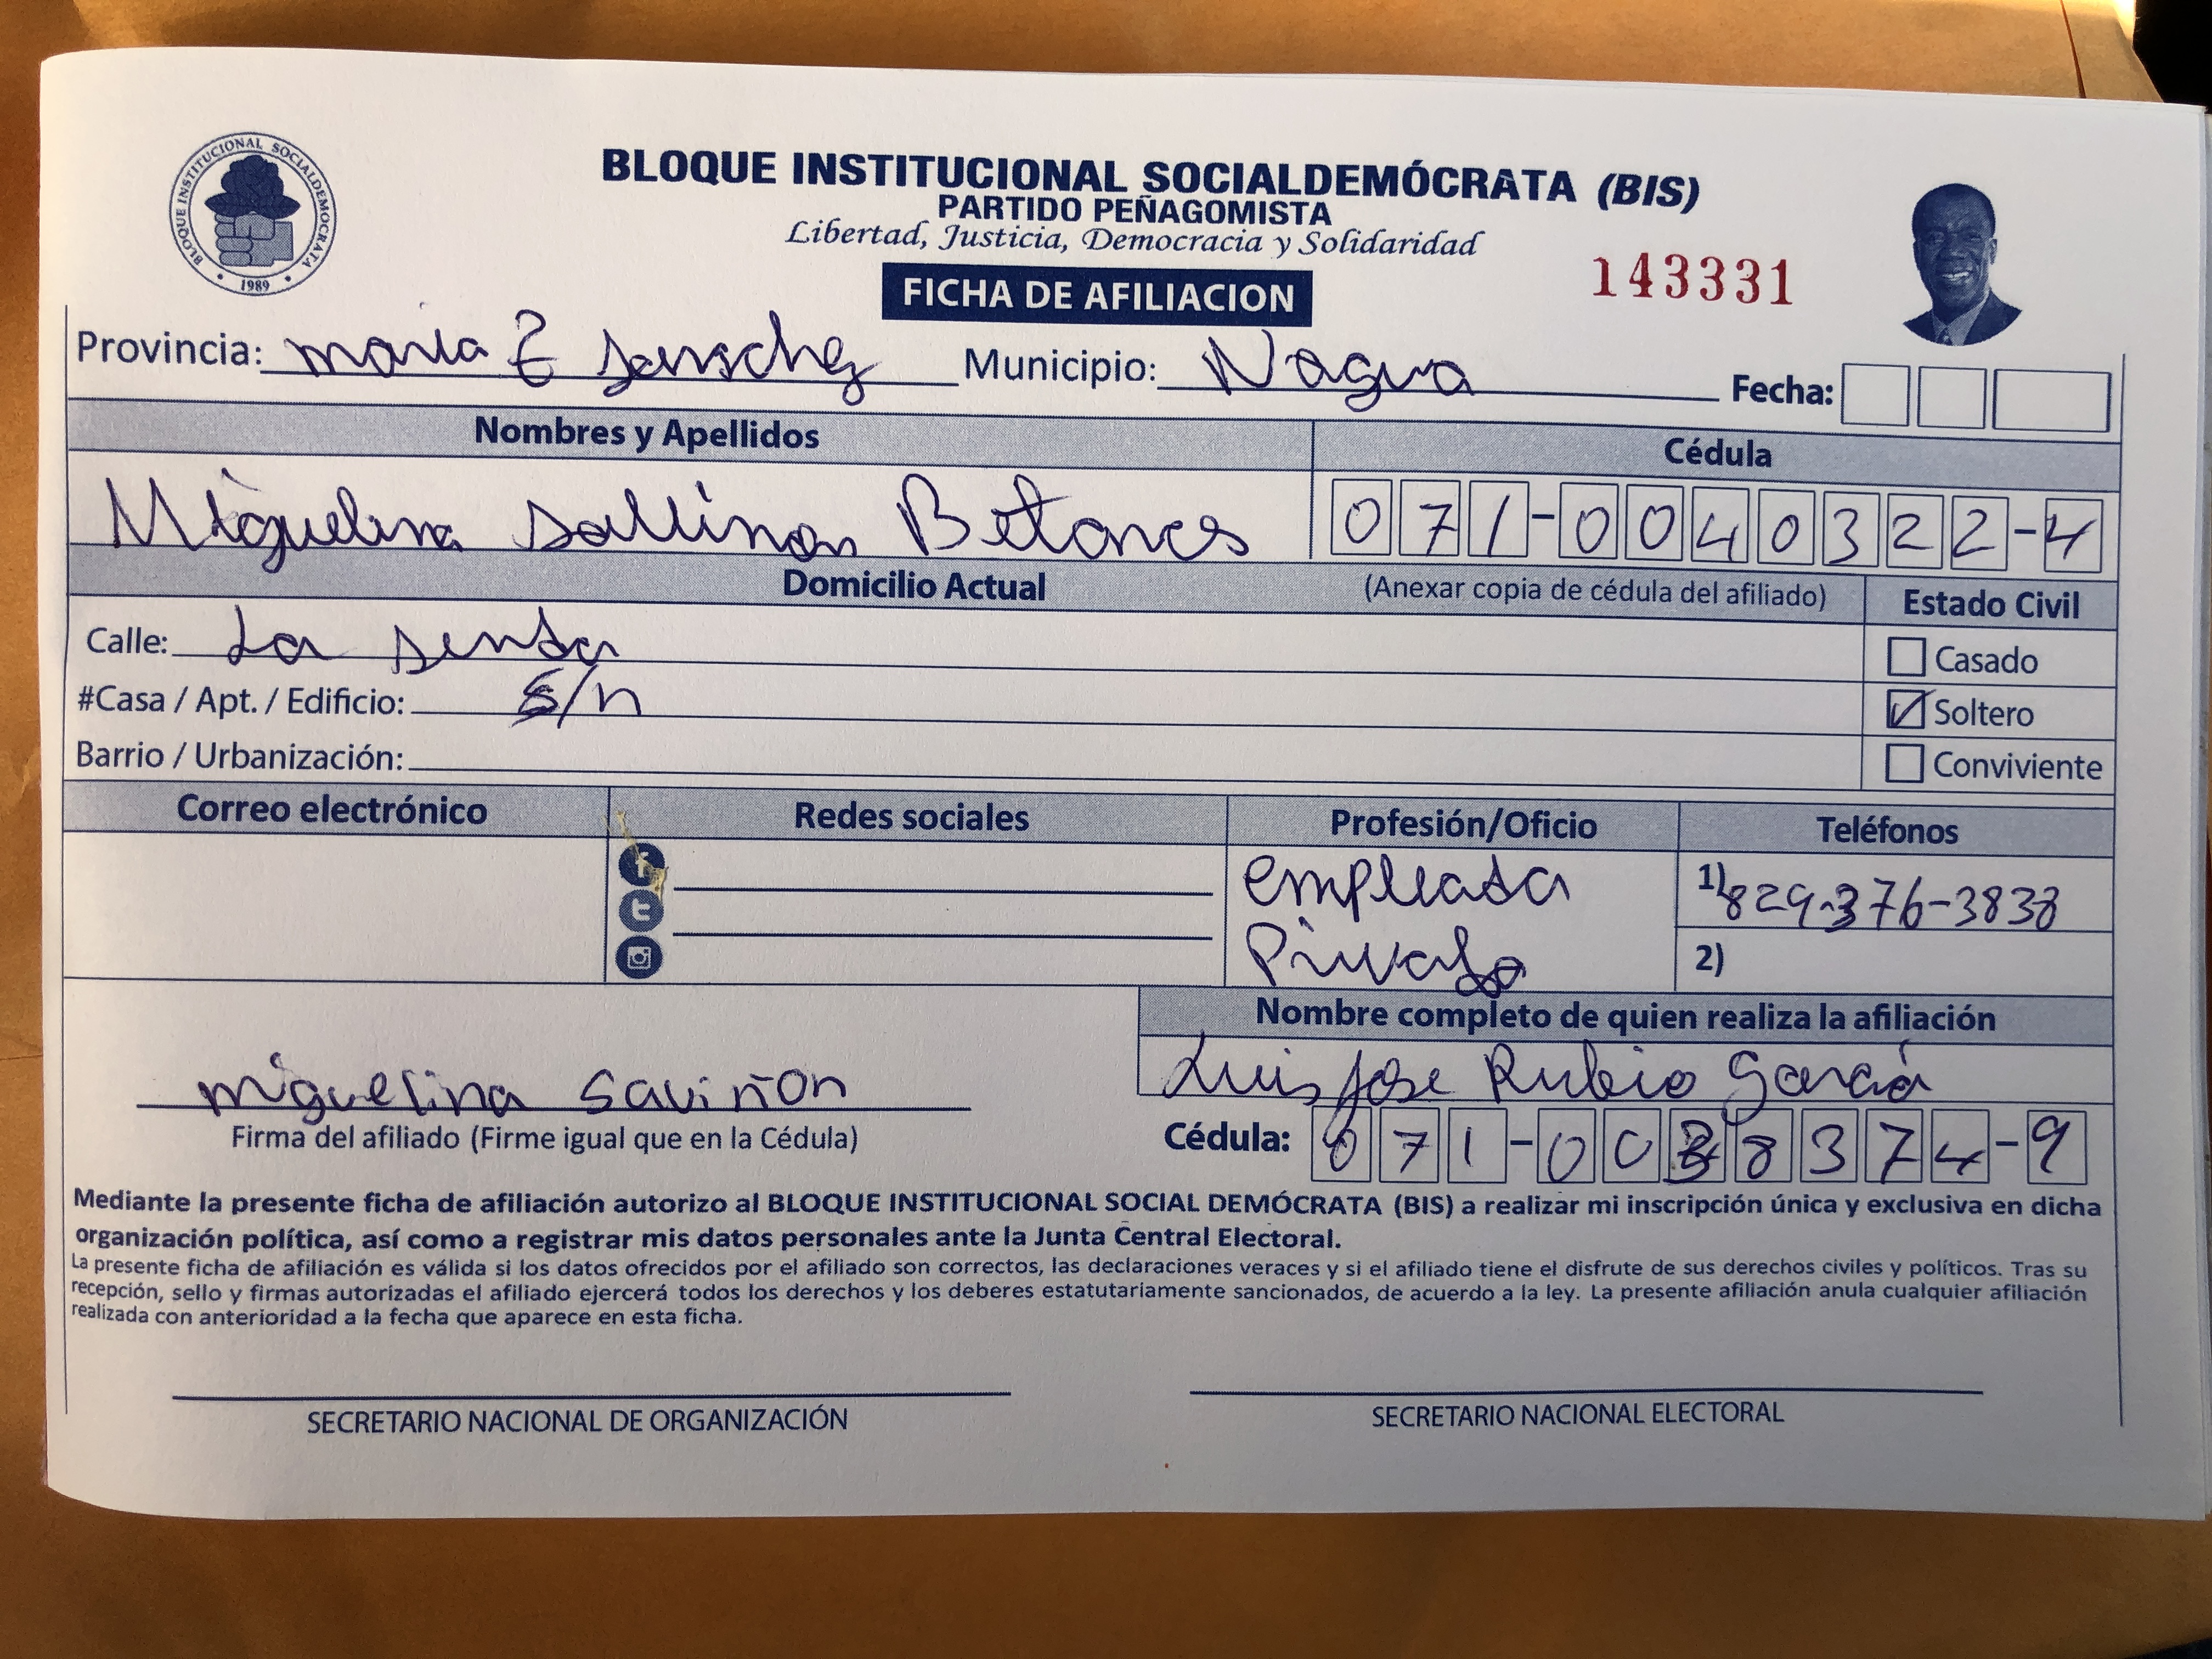 BLOQUE INSTITUCIONAL SOCIALDEMÓCRATA
1989
BLOQUE INSTITUCIONAL SOCIALDEMÓCRATA (BIS)
PARTIDO PEÑAGOMISTA
Libertad, Justicia, Democracia y Solidaridad
FICHA DE AFILIACION
143331
Provincia: maria Sanschez Municipio: Nagua Fecha:
Nombres y Apellidos Cédula
Miguelina Betances 071-0040322-4
Domicilio Actual (Anexar copia de cédula del afiliado) Estado Civil
Calle: La senda
Casado
#Casa / Apt. / Edificio: S/n
Soltero
Barrio / Urbanización:
Conviviente
Correo electrónico Redes sociales Profesión/Oficio Teléfonos
empleada 1) 829-376-3838
Privada 2)
Nombre completo de quien realiza la afiliación
miguelina Saviñon Luis Jose Rubio Garcia
Firma del afiliado (Firme igual que en la Cédula) Cédula: 071-0038374-9
Mediante la presente ficha de afiliación autorizo al BLOQUE INSTITUCIONAL SOCIAL DEMÓCRATA (BIS) a realizar mi inscripción única y exclusiva en dicha
organización política, así como a registrar mis datos personales ante la Junta Central Electoral.
La presente ficha de afiliación es válida si los datos ofrecidos por el afiliado son correctos, las declaraciones veraces y si el afiliado tiene el disfrute de sus derechos civiles y políticos. Tras su
recepción, sello y firmas autorizadas el afiliado ejercerá todos los derechos y los deberes estatutariamente sancionados, de acuerdo a la ley. La presente afiliación anula cualquier afiliación
realizada con anterioridad a la fecha que aparece en esta ficha.
SECRETARIO NACIONAL DE ORGANIZACIÓN SECRETARIO NACIONAL ELECTORAL